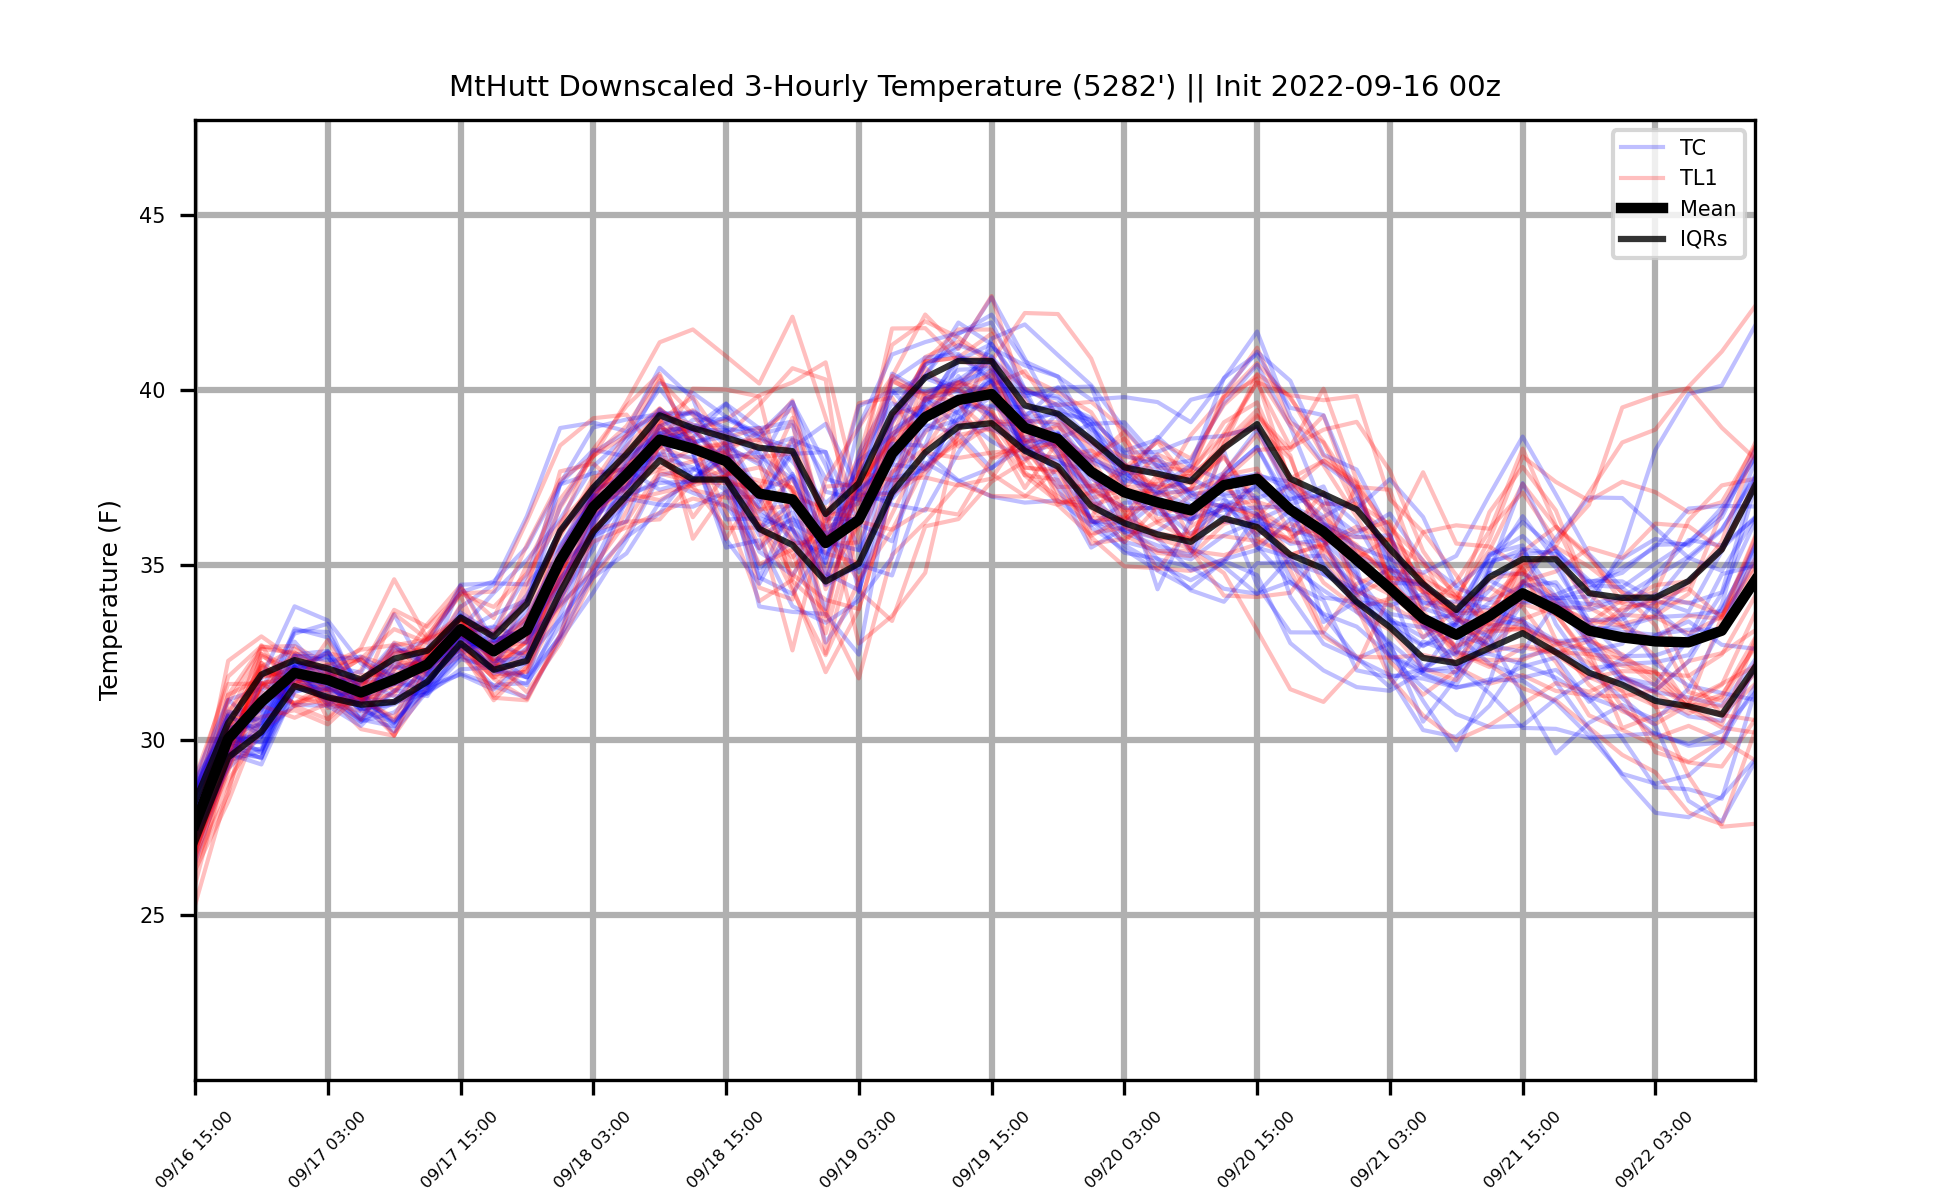 MtHutt Downscaled 3-Hourly Temperature (5282') || Init 2022-09-16 00z
TC
TL1
Mean
IQRs
Temperature (F)
45
40
35
30
25
09/16 15:00
09/17 03:00
09/17 15:00
09/18 03:00
09/18 15:00
09/19 03:00
09/19 15:00
09/20 03:00
09/20 15:00
09/21 03:00
09/21 15:00
09/22 03:00